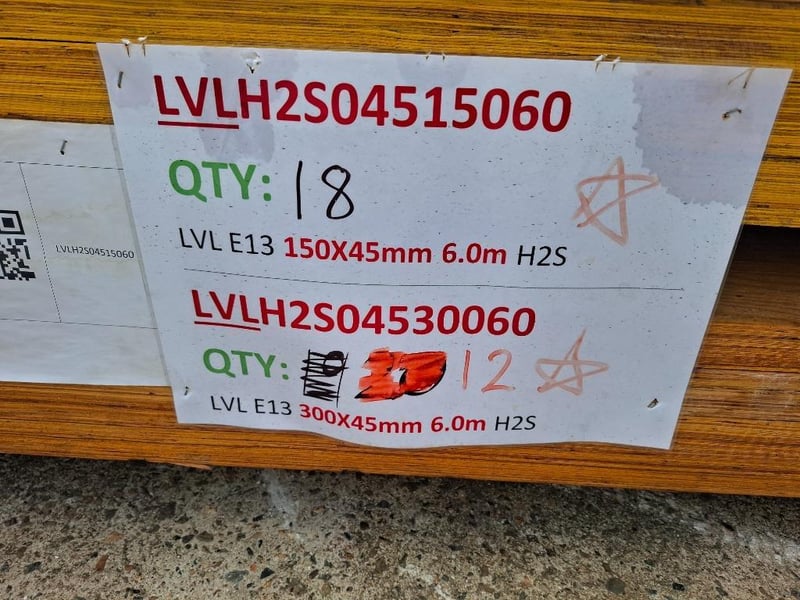 LVLH2S04515060
QTY: 18
LVL E13 150X45mm 6.0m H2S
LVLH2S04530060
QTY: 12
LVL E13 300X45mm 6.0m H2S
LVLH2S04515060